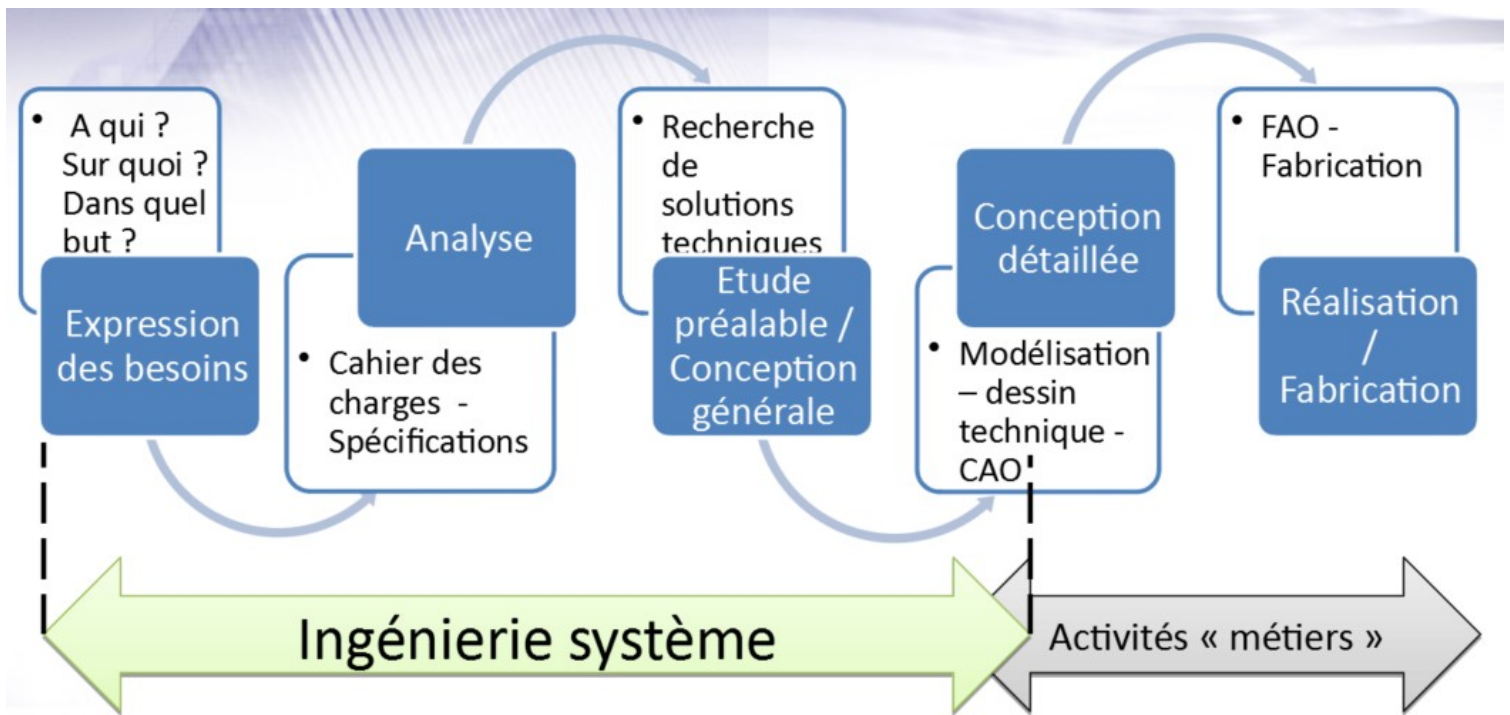 • A qui ?
Sur quoi ?
Dans quel
but ?
Expression
des besoins
Analyse
• Cahier des
charges -
Spécifications
• Recherche
de
solutions
techniques
Etude
préalable /
Conception
générale
Conception
détaillée
• Modélisation
– dessin
technique -
CAO
• FAO -
Fabrication
Réalisation
/
Fabrication
Ingénierie système
Activités « métiers »